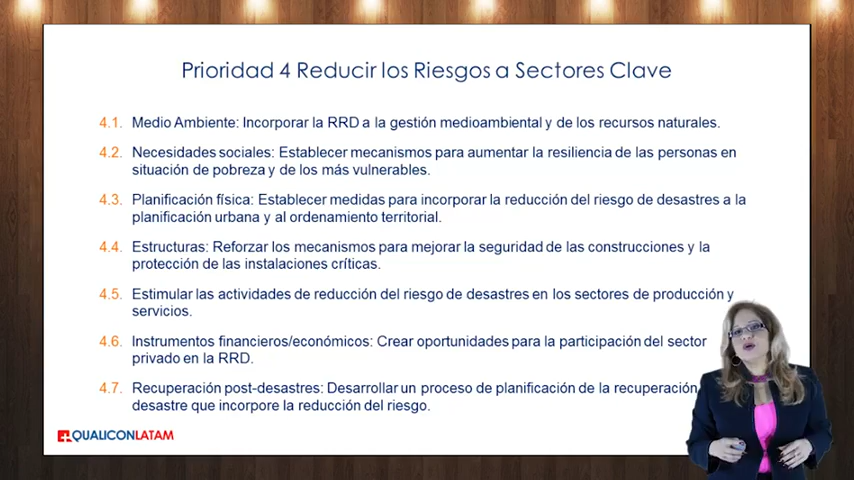 Prioridad 4 Reducir los Riesgos a Sectores Clave
4.1. Medio Ambiente: Incorporar la RRD a la gestión medioambiental y de los recursos naturales.
4.2. Necesidades sociales: Establecer mecanismos para aumentar la resiliencia de las personas en
situación de pobreza y de los más vulnerables.
4.3. Planificación física: Establecer medidas para incorporar la reducción del riesgo de desastres a la
planificación urbana y al ordenamiento territorial.
4.4. Estructuras: Reforzar los mecanismos para mejorar la seguridad de las construcciones y la
protección de las instalaciones críticas.
4.5. Estimular las actividades de reducción del riesgo de desastres en los sectores de producción y
servicios.
4.6. Instrumentos financieros/económicos: Crear oportunidades para la participación del sector
privado en la RRD.
4.7. Recuperación post-desastres: Desarrollar un proceso de planificación de la recuperación
desastre que incorpore la reducción del riesgo.
QUALICONLATAM